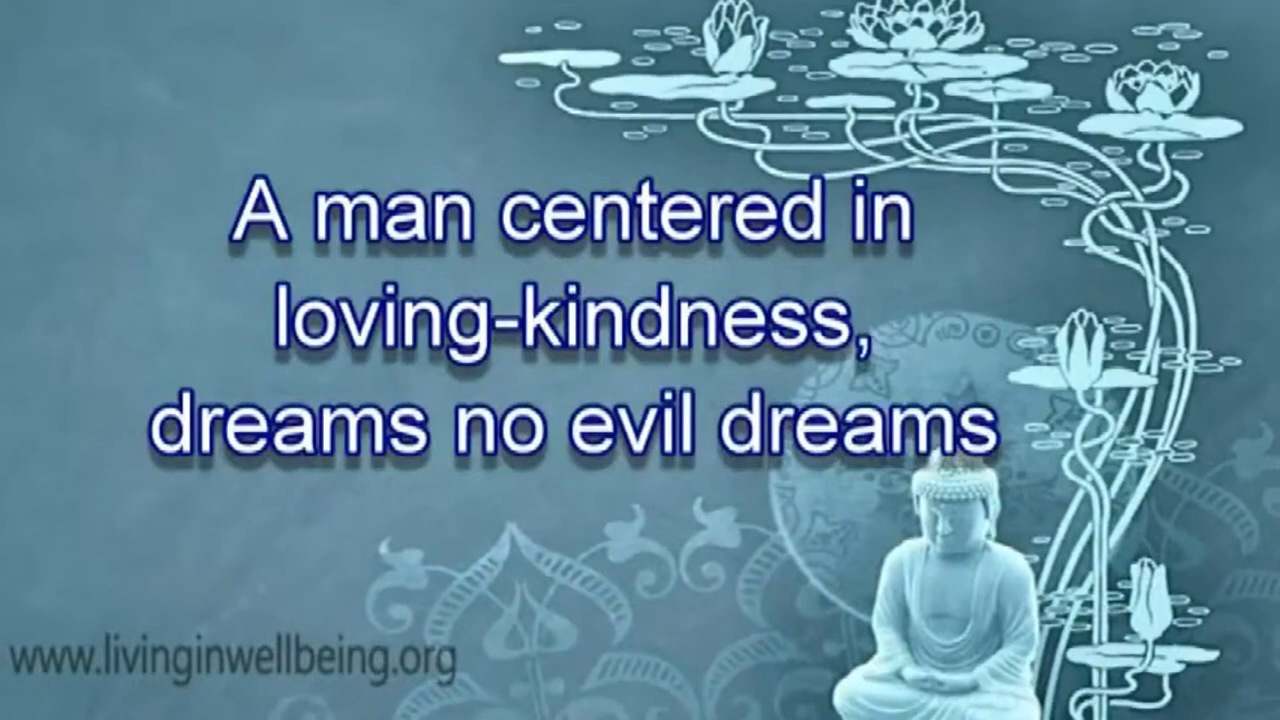 A man centered in
loving-kindness,
dreams no evil dreams
www.livinginwellbeing.org